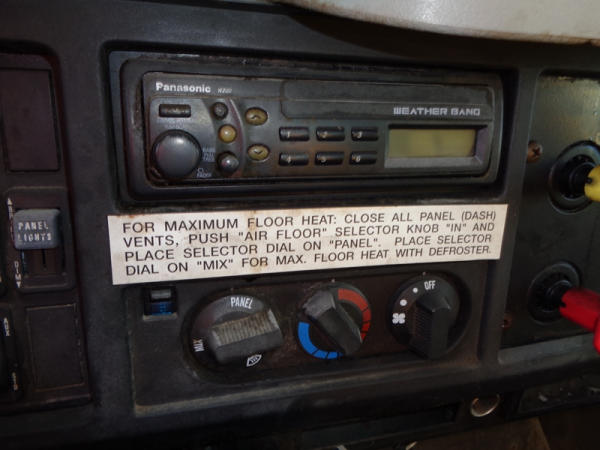 Panasonic
WEATHER BAND
FOR MAXIMUM FLOOR HEAT: CLOSE ALL PANEL (DASH)
VENTS, PUSH "AIR FLOOR" SELECTOR KNOB "IN" AND
PLACE SELECTOR DIAL ON "PANEL". PLACE SELECTOR
DIAL ON "MIX" FOR MAX. FLOOR HEAT WITH DEFROSTER.
PANEL
LIGHTS
DIM
PANEL
MIX
OFF